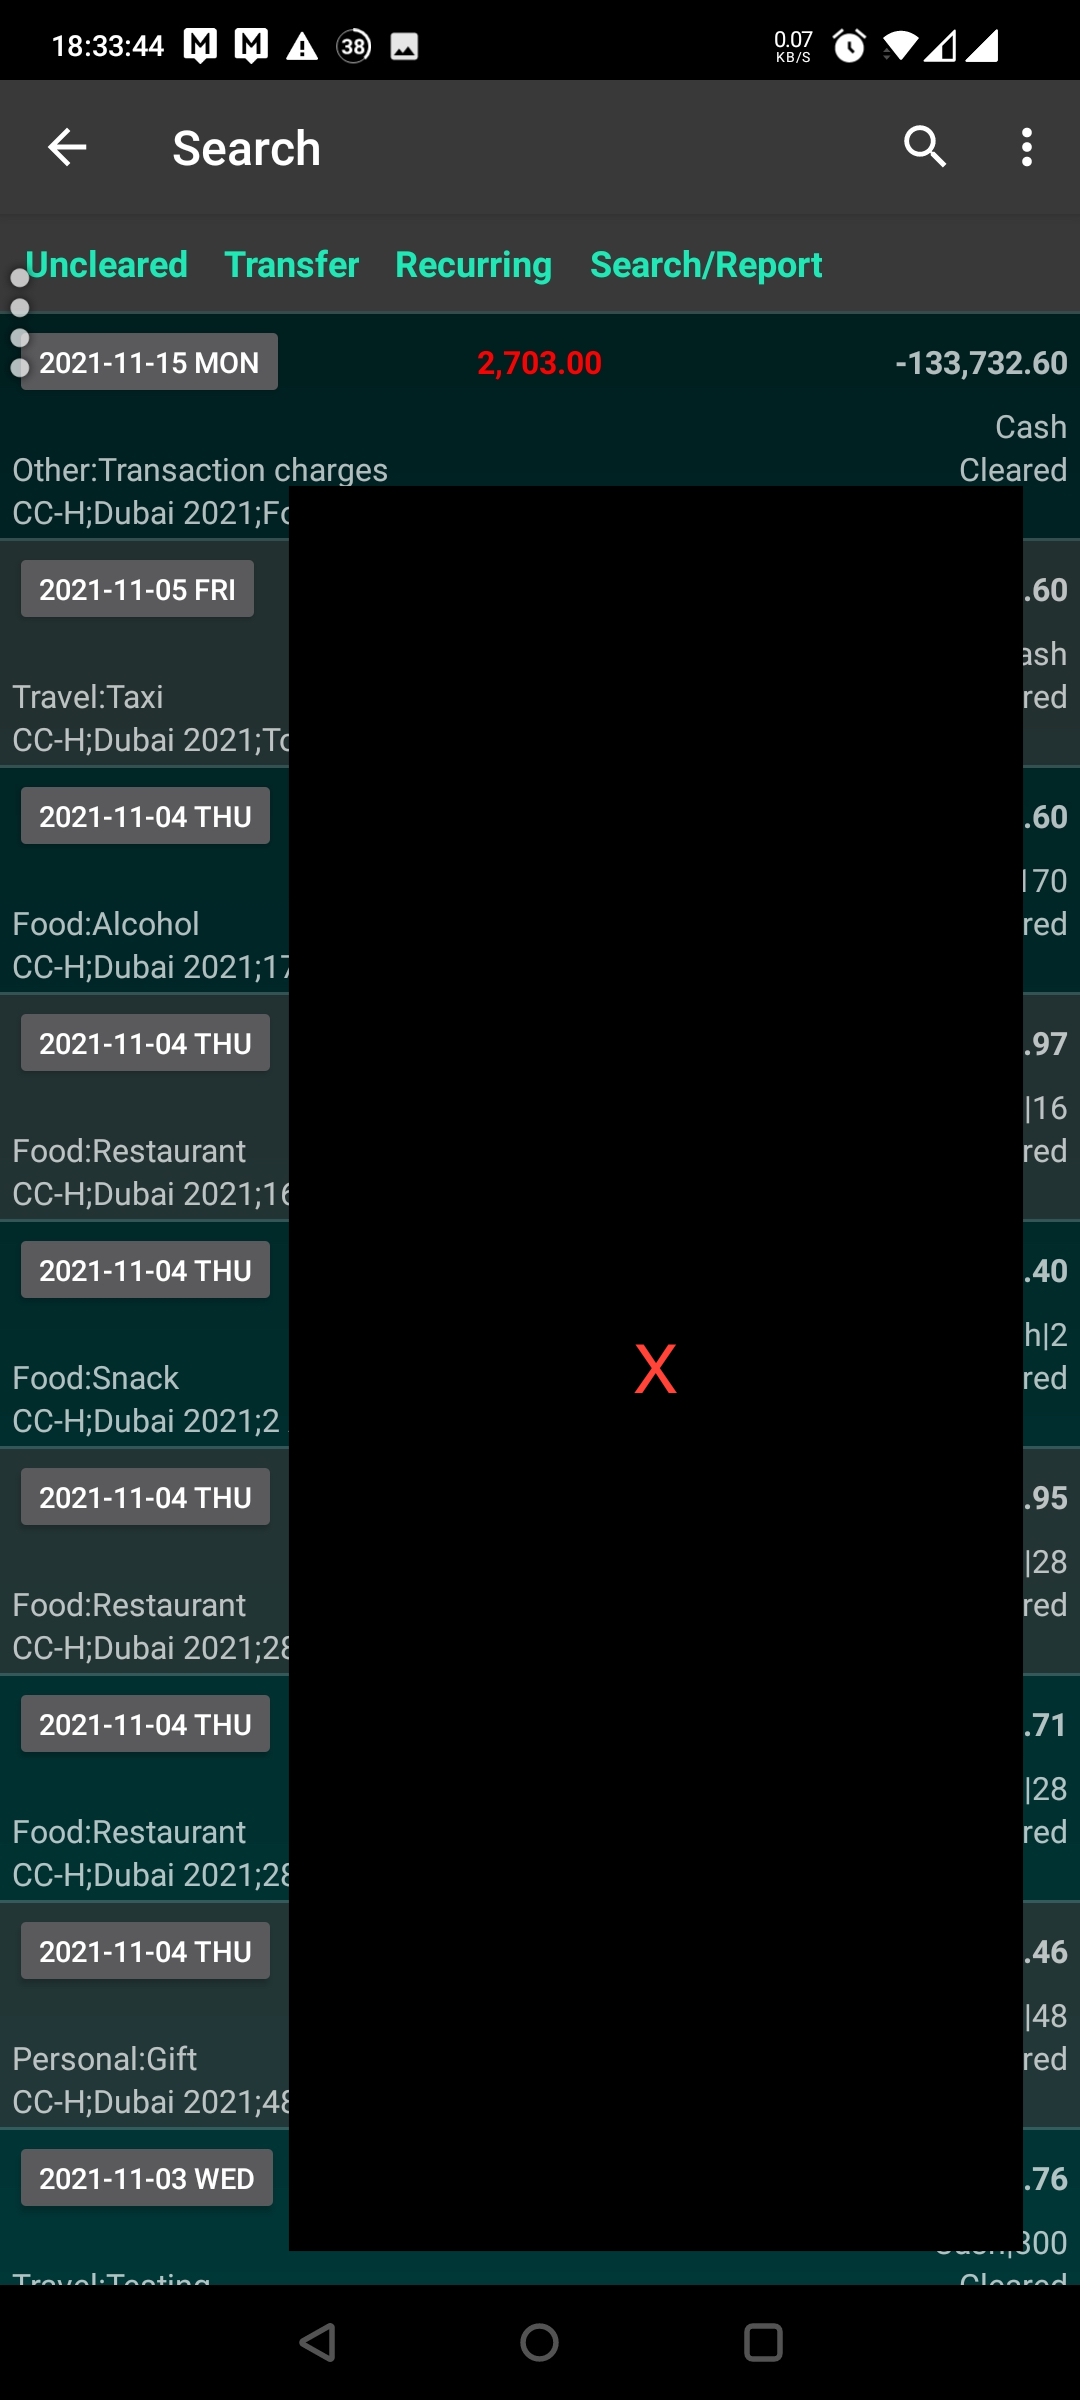 18:33:44 38 0.07 KB/S
Search
Uncleared Transfer Recurring Search/Report
2021-11-15 MON 2,703.00 -133,732.60
Cash
Other:Transaction charges Cleared
CC-H;Dubai 2021;Fo
2021-11-05 FRI .60
ash
Travel:Taxi red
CC-H;Dubai 2021;To
2021-11-04 THU .60
170
Food:Alcohol red
CC-H;Dubai 2021;17
2021-11-04 THU .97
|16
Food:Restaurant red
CC-H;Dubai 2021;16
2021-11-04 THU .40
h|2
Food:Snack red
CC-H;Dubai 2021;2
X
2021-11-04 THU .95
|28
Food:Restaurant red
CC-H;Dubai 2021;28
2021-11-04 THU .71
|28
Food:Restaurant red
CC-H;Dubai 2021;28
2021-11-04 THU .46
|48
Personal:Gift red
CC-H;Dubai 2021;48
2021-11-03 WED .76
Cash|300
Travel:Testing Cleared